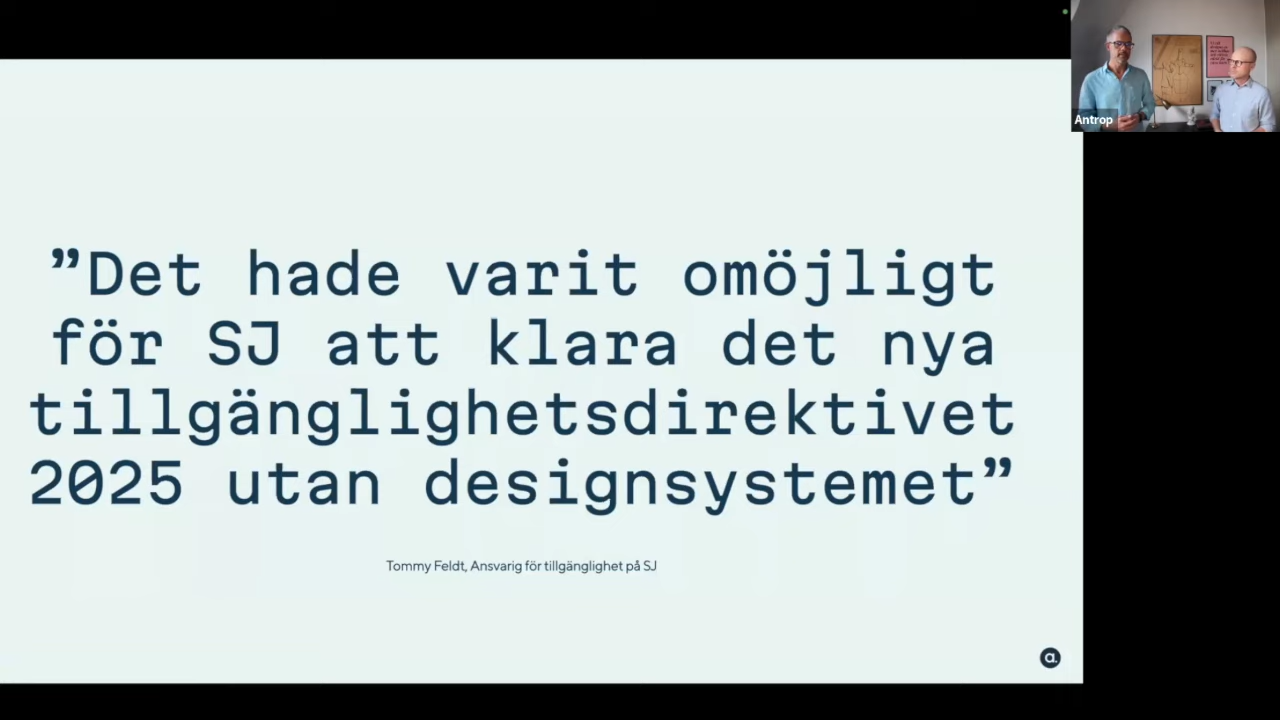 Antrop
”Det hade varit omöjligt
för SJ att klara det nya
tillgänglighetsdirektivet
2025 utan designsystemet”
Tommy Feldt, Ansvarig för tillgänglighet på SJ
a.